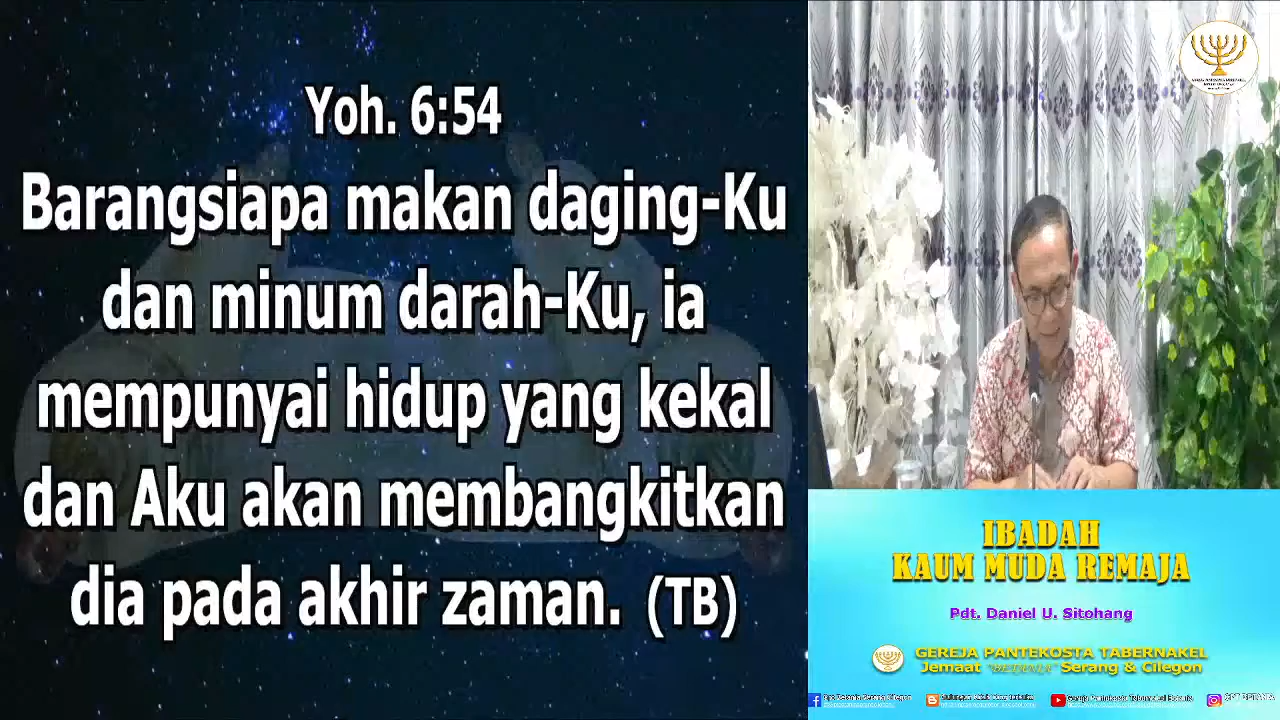 Yoh. 6:54
Barangsiapa makan daging-Ku
dan minum darah-Ku, ia
mempunyai hidup yang kekal
dan Aku akan membangkitkan
dia pada akhir zaman. (TB)
IBADAH
KAUM MUDA REMAJA
Pdt. Daniel U. Sitohang
GEREJA PANTEKOSTA TABERNAKEL
Jemaat "BETANIA" Serang & Cilegon